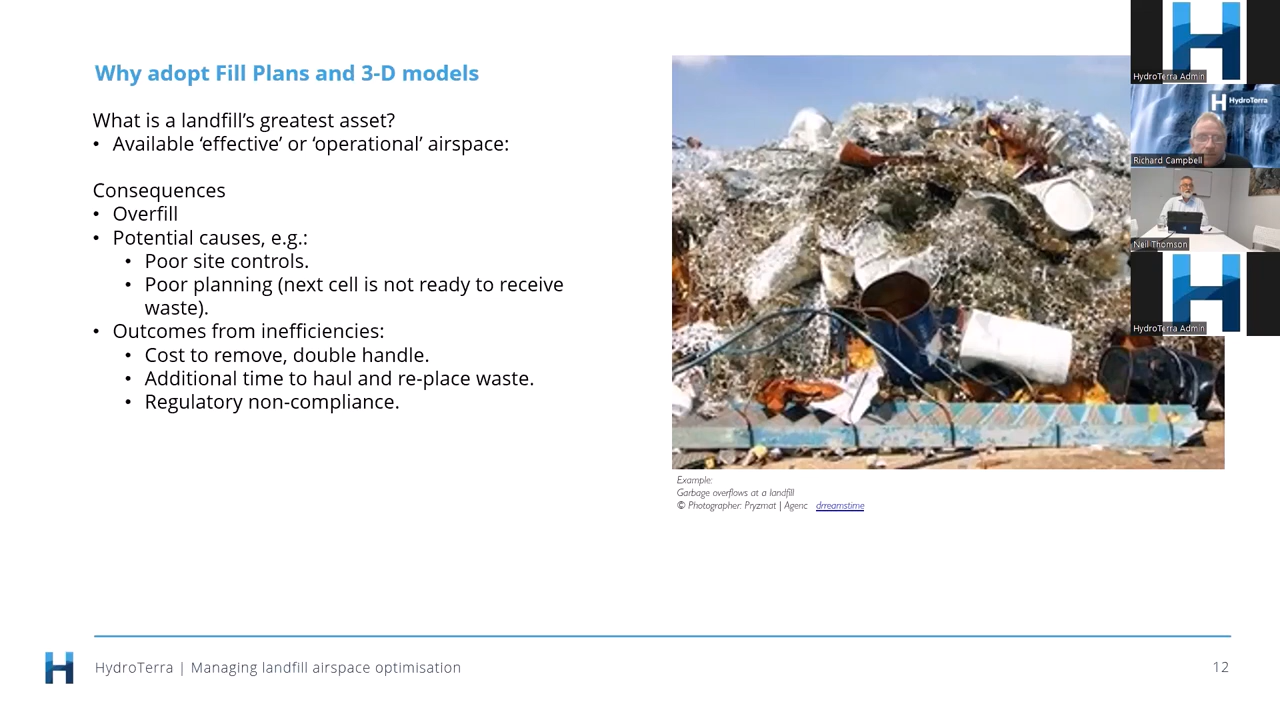 Why adopt Fill Plans and 3-D models
What is a landfill's greatest asset?
• Available ‘effective’ or ‘operational’ airspace:
Consequences
• Overfill
• Potential causes, e.g.:
• Poor site controls.
• Poor planning (next cell is not ready to receive
waste).
• Outcomes from inefficiencies:
• Cost to remove, double handle.
• Additional time to haul and re-place waste.
• Regulatory non-compliance.
Example:
Garbage overflows at a landfill
© Photographer: Pryzmat | Agenc drreamstime
HydroTerra Admin
HydroTerra
Richard Campbell
Neil Thomson
HydroTerra Admin
HydroTerra | Managing landfill airspace optimisation
12